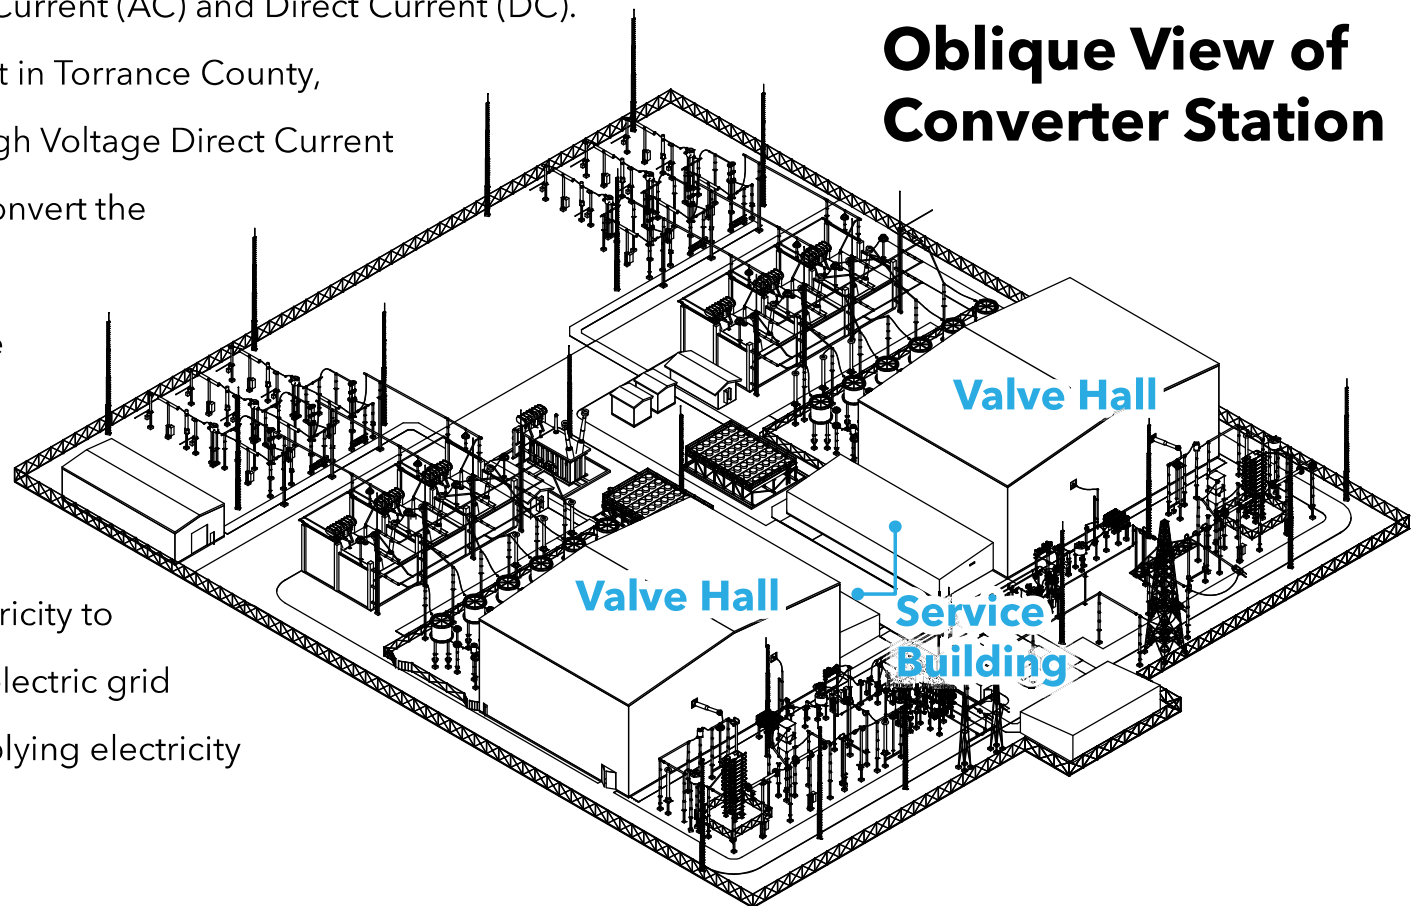 Current (AC) and Direct Current (DC).
t in Torrance County,
gh Voltage Direct Current
onvert the
e
ricity to
electric grid
plying electricity
Oblique View of
Converter Station
Valve Hall
Valve Hall
Service
Building